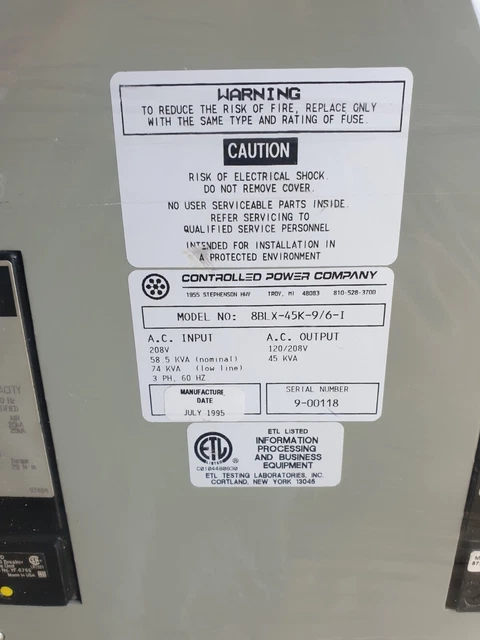 WARNING
TO REDUCE THE RISK OF FIRE, REPLACE ONLY
WITH THE SAME TYPE AND RATING OF FUSE.
CAUTION
RISK OF ELECTRICAL SHOCK.
DO NOT REMOVE COVER.
NO USER SERVICEABLE PARTS INSIDE.
REFER SERVICING TO
QUALIFIED SERVICE PERSONNEL
INTENDED FOR INSTALLATION IN
A PROTECTED ENVIRONMENT
CONTROLLED POWER COMPANY
1955 STEPHENSON HWY TROY, MI 48083 810-528-3700
MODEL NO: 8BLX-45K-9/6-I
A.C. INPUT
208V
58.5 KVA (nominal)
74 KVA (low line)
3 PH, 60 HZ
A.C. OUTPUT
120/208V
45 KVA
MANUFACTURE
DATE
JULY 1995
SERIAL NUMBER
9-00118
ETL
LISTED
ETL LISTED
INFORMATION
PROCESSING
AND BUSINESS
EQUIPMENT
ETL TESTING LABORATORIES, INC.
CORTLAND, NEW YORK 13045
Made in USA